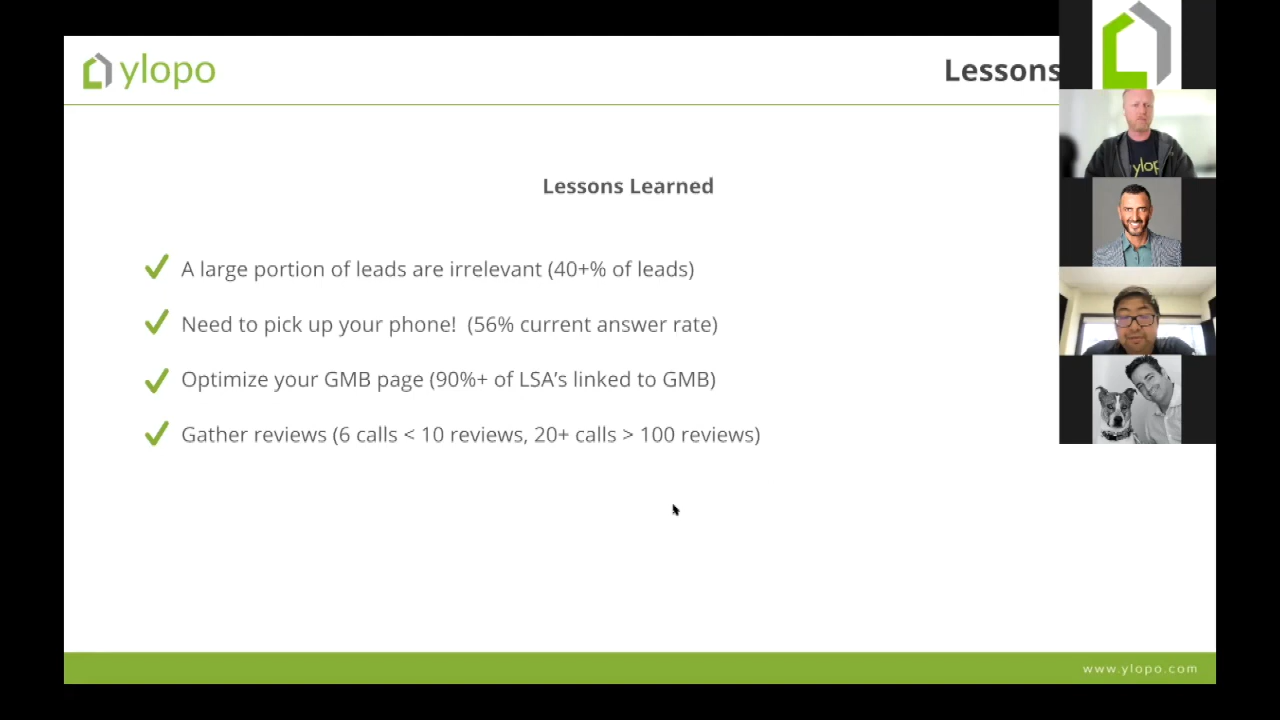 ylopo
Lessons
ylop
Lessons Learned
A large portion of leads are irrelevant (40+% of leads)
Need to pick up your phone!  (56% current answer rate)
Optimize your GMB page (90%+ of LSA's linked to GMB)
Gather reviews (6 calls < 10 reviews, 20+ calls > 100 reviews)
www.ylopo.com